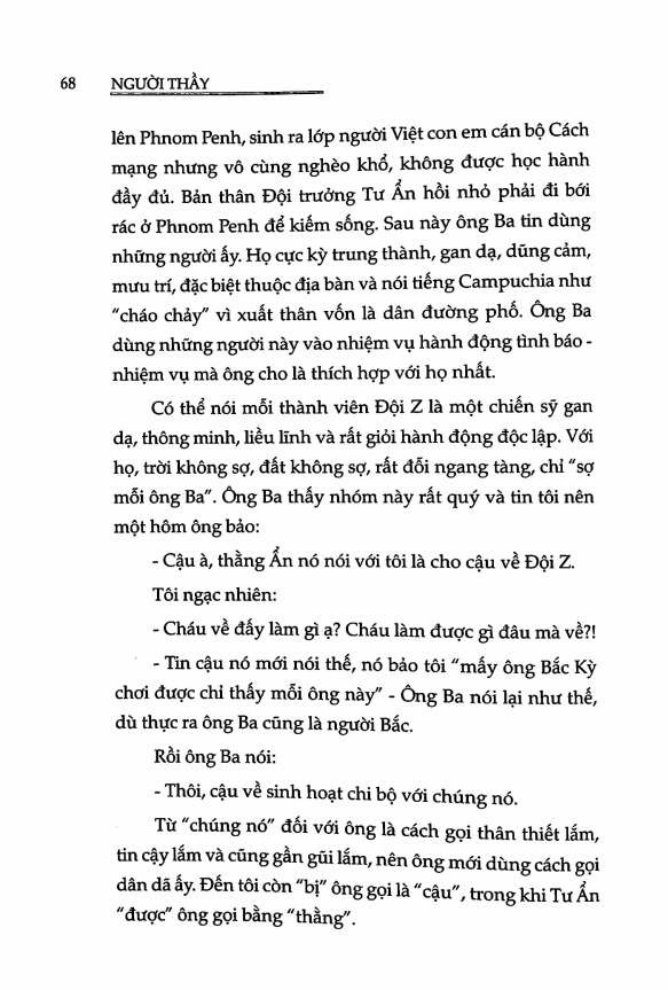 68 NGƯỜI THẦY
lên Phnom Penh, sinh ra lớp người Việt con em cán bộ Cách
mạng nhưng vô cùng nghèo khổ, không được học hành
đầy đủ. Bản thân Đội trưởng Tư Ẩn hồi nhỏ phải đi bới
rác ở Phnom Penh để kiếm sống. Sau này ông Ba tin dùng
những người ấy. Họ cực kỳ trung thành, gan dạ, dũng cảm,
mưu trí, đặc biệt thuộc địa bàn và nói tiếng Campuchia như
"cháo chảy" vì xuất thân vốn là dân đường phố. Ông Ba
dùng những người này vào nhiệm vụ hành động tình báo -
nhiệm vụ mà ông cho là thích hợp với họ nhất.
Có thể nói mỗi thành viên Đội Z là một chiến sỹ gan
dạ, thông minh, liều lĩnh và rất giỏi hành động độc lập. Với
họ, trời không sợ, đất không sợ, rất đỗi ngang tàng, chỉ "sợ
mỗi ông Ba". Ông Ba thấy nhóm này rất quý và tin tôi nên
một hôm ông bảo:
- Cậu à, thằng Ẩn nó nói với tôi là cho cậu về Đội Z.
Tôi ngạc nhiên:
- Cháu về đấy làm gì ạ? Cháu làm được gì đâu mà về?!
- Tin cậu nó mới nói thế, nó bảo tôi "mấy ông Bắc Kỳ
chơi được chỉ thấy mỗi ông này" - Ông Ba nói lại như thế,
dù thực ra ông Ba cũng là người Bắc.
Rồi ông Ba nói:
- Thôi, cậu về sinh hoạt chi bộ với chúng nó.
Từ "chúng nó" đối với ông là cách gọi thân thiết lắm,
tin cậy lắm và cũng gần gũi lắm, nên ông mới dùng cách gọi
dân dã ấy. Đến tôi còn "bị" ông gọi là "cậu", trong khi Tư Ẩn
"được" ông gọi bằng "thằng".